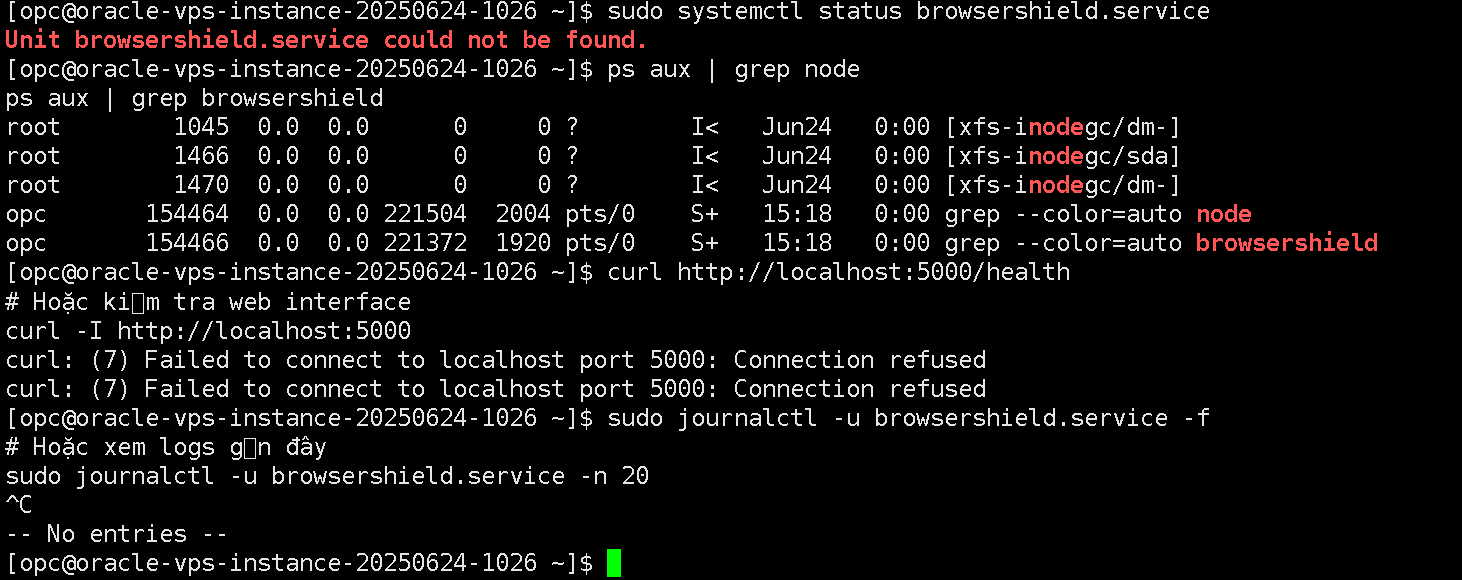 [opc@oracle-vps-instance-20250624-1026 ~]$ sudo systemctl status browsershield.service
Unit browsershield.service could not be found.
[opc@oracle-vps-instance-20250624-1026 ~]$ ps aux | grep node
ps aux | grep browsershield
root        1045  0.0  0.0      0     0 ?        I<   Jun24   0:00 [xfs-inodegc/dm-]
root        1466  0.0  0.0      0     0 ?        I<   Jun24   0:00 [xfs-inodegc/sda]
root        1470  0.0  0.0      0     0 ?        I<   Jun24   0:00 [xfs-inodegc/dm-]
opc       154464  0.0  0.0 221504  2004 pts/0    S+   15:18   0:00 grep --color=auto node
opc       154466  0.0  0.0 221372  1920 pts/0    S+   15:18   0:00 grep --color=auto browsershield
[opc@oracle-vps-instance-20250624-1026 ~]$ curl http://localhost:5000/health
# Hoặc ki▯m tra web interface
curl -I http://localhost:5000
curl: (7) Failed to connect to localhost port 5000: Connection refused
curl: (7) Failed to connect to localhost port 5000: Connection refused
[opc@oracle-vps-instance-20250624-1026 ~]$ sudo journalctl -u browsershield.service -f
# Hoặc xem logs g▯n đây
sudo journalctl -u browsershield.service -n 20
^C
-- No entries --
[opc@oracle-vps-instance-20250624-1026 ~]$